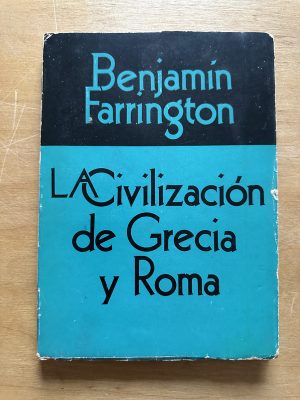 Benjamín
Farrington
LA Civilización
de Grecia
y Roma